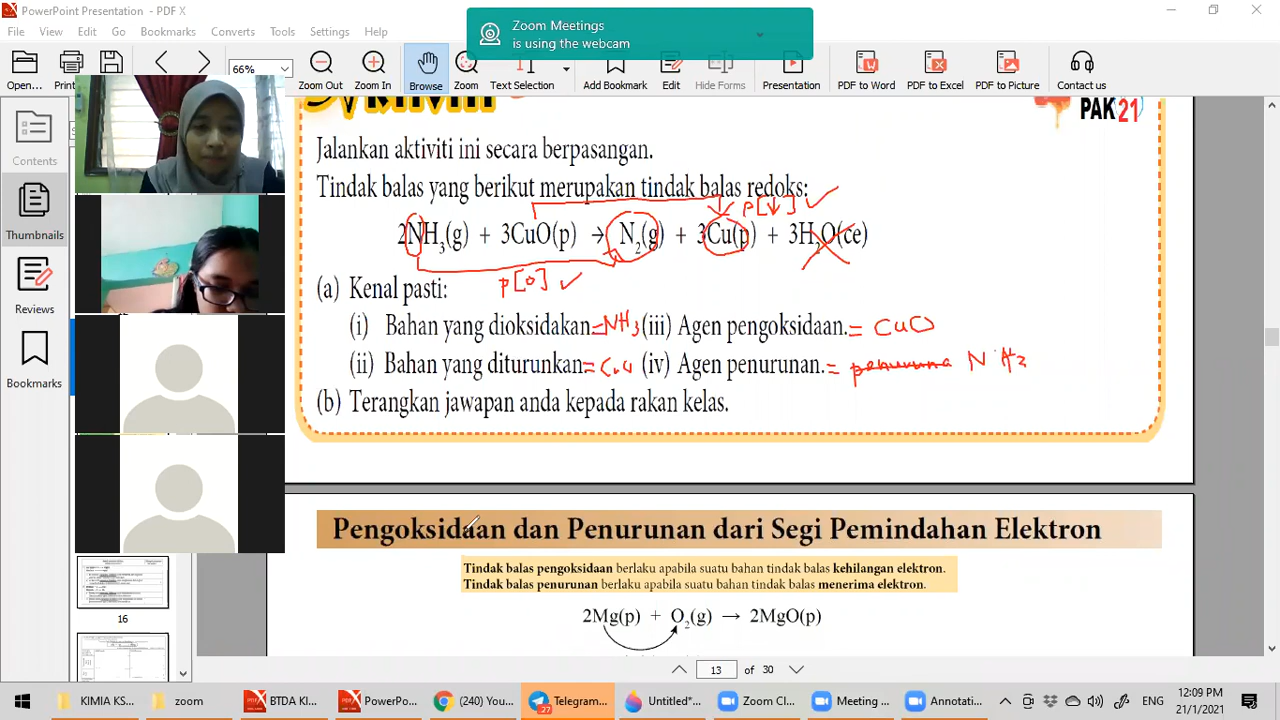 PowerPoint Presentation - PDF X
Zoom Meetings
is using the webcam
File View Edit Go Bookmarks Converts Tools Settings Help
66%
Open... Print Zoom Out Zoom In Browse Zoom Text Selection Add Bookmark Edit Hide Forms Presentation PDF to Word PDF to Excel PDF to Picture Contact us
Contents
Thumbnails
Reviews
Bookmarks
PAK 21
Jalankan aktiviti ini secara berpasangan.
Tindak balas yang berikut merupakan tindak balas redoks:
P[↓] ✓
2NH₃(g) + 3CuO(p) → N₂(g) + 3Cu(p) + 3H₂O(ce)
P[O] ✓
(a) Kenal pasti:
(i) Bahan yang dioksidakan = NH₃ (iii) Agen pengoksidaan. = CuO
(ii) Bahan yang diturunkan = (iv) Agen penurunan. = NH₃
(b) Terangkan jawapan anda kepada rakan kelas.
Pengoksidaan dan Penurunan dari Segi Pemindahan Elektron
Tindak balas pengoksidaan berlaku apabila suatu bahan tindak balas kehilangan elektron.
Tindak balas penurunan berlaku apabila suatu bahan tindak balas menerima elektron.
2Mg(p) + O₂(g) → 2MgO(p)
16
13 of 30
KIMIA KS... zoom BTDA KI... PowerPo... (240) You... Telegram... 27 Untitled*... Zoom Cl... Meeting ... Annotati... ENG 12:09 PM
21/1/2021